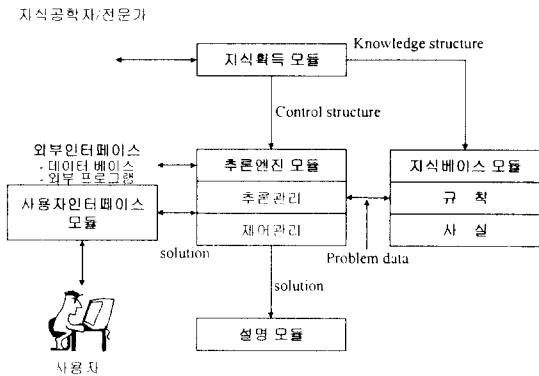 지식공학자/전문가
Knowledge structure
지식획득 모듈
Control structure
외부인터페이스
- 데이터 베이스
- 외부 프로그램
추론엔진 모듈
지식베이스 모듈
사용자인터페이스
모듈
추론관리
규 칙
제어관리
사 실
solution
Problem data
solution
설명 모듈
사용자